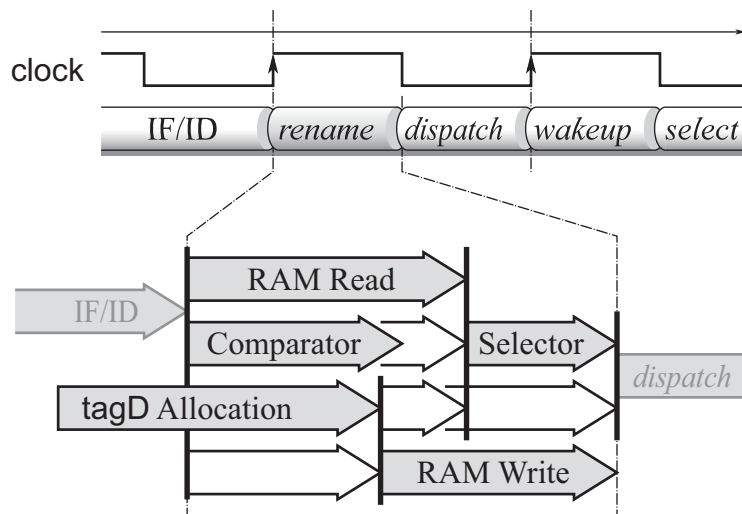 clock
IF/ID rename dispatch wakeup select
RAM Read
IF/ID
Comparator Selector
dispatch
tagD Allocation
RAM Write